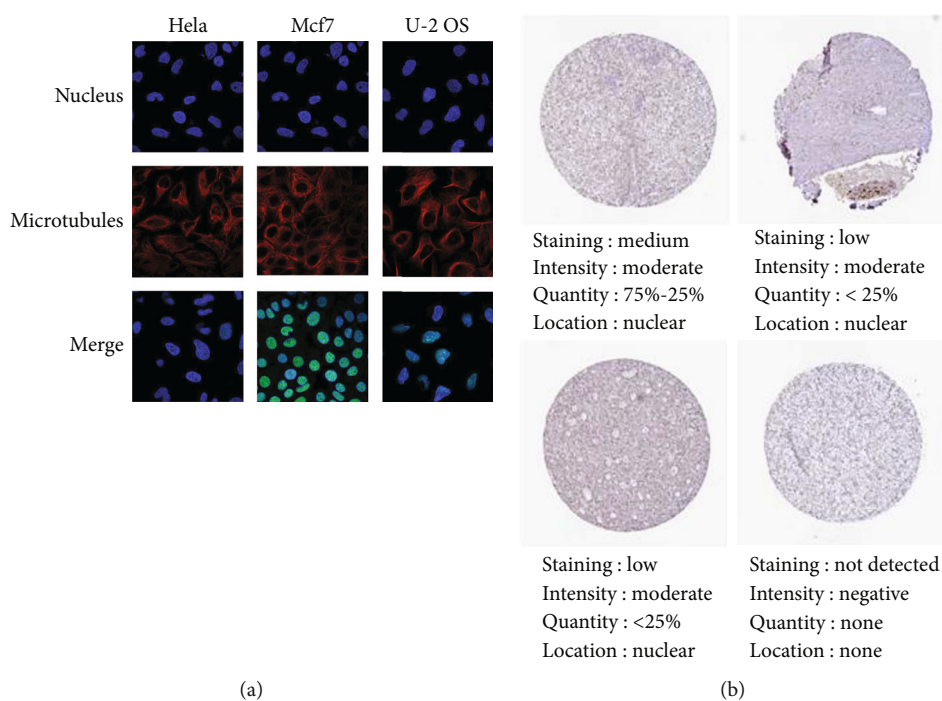 Hela Mcf7 U-2 OS
Nucleus
Microtubules
Merge
(a)
Staining : medium
Intensity : moderate
Quantity : 75%-25%
Location : nuclear
Staining : low
Intensity : moderate
Quantity : < 25%
Location : nuclear
Staining : low
Intensity : moderate
Quantity : <25%
Location : nuclear
Staining : not detected
Intensity : negative
Quantity : none
Location : none
(b)